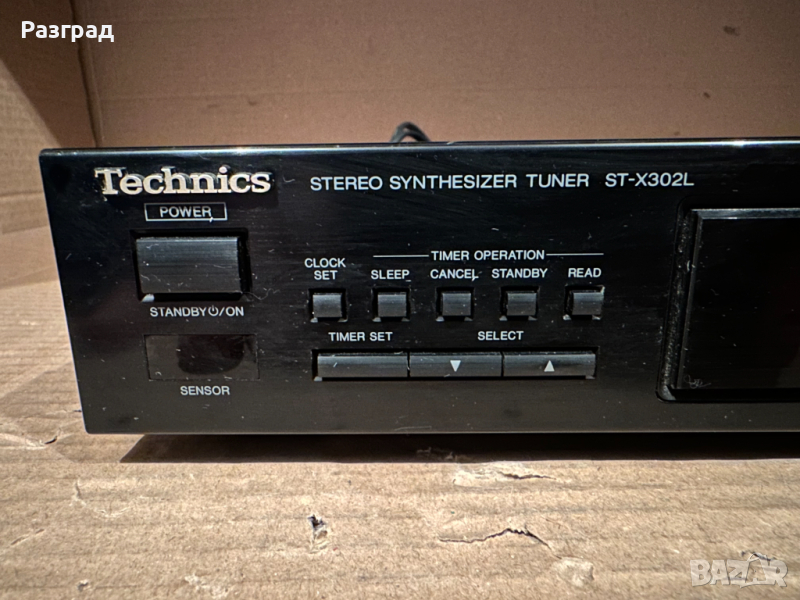 Разград
Technics
STEREO SYNTHESIZER TUNER ST-X302L
POWER
TIMER OPERATION
CLOCK SET
SLEEP CANCEL STANDBY READ
STANDBY⏻/ON
TIMER SET SELECT
▼ ▲
SENSOR
BAZAR